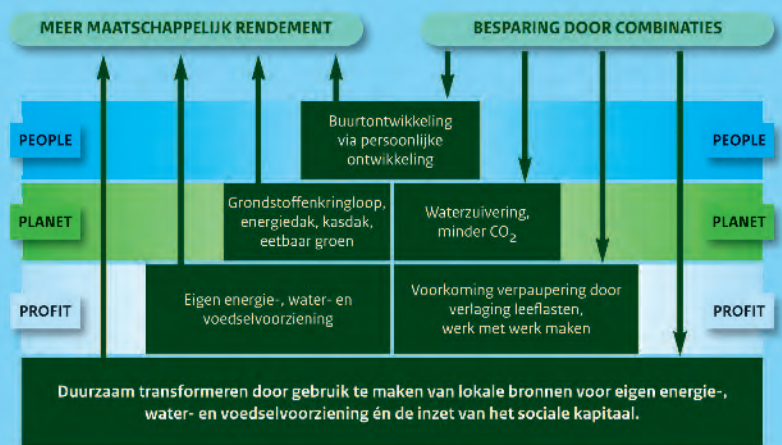 MEER MAATSCHAPPELIJK RENDEMENT
BESPARING DOOR COMBINATIES
PEOPLE
Buurtontwikkeling
via persoonlijke
ontwikkeling
PEOPLE
PLANET
Grondstoffenkringloop,
energiedak, kasdak,
eetbaar groen
Waterzuivering,
minder CO₂
PLANET
PROFIT
Eigen energie-, water- en
voedselvoorziening
Voorkoming verpaupering door
verlaging leeflasten,
werk met werk maken
PROFIT
Duurzaam transformeren door gebruik te maken van lokale bronnen voor eigen energie-,
water- en voedselvoorziening én de inzet van het sociale kapitaal.